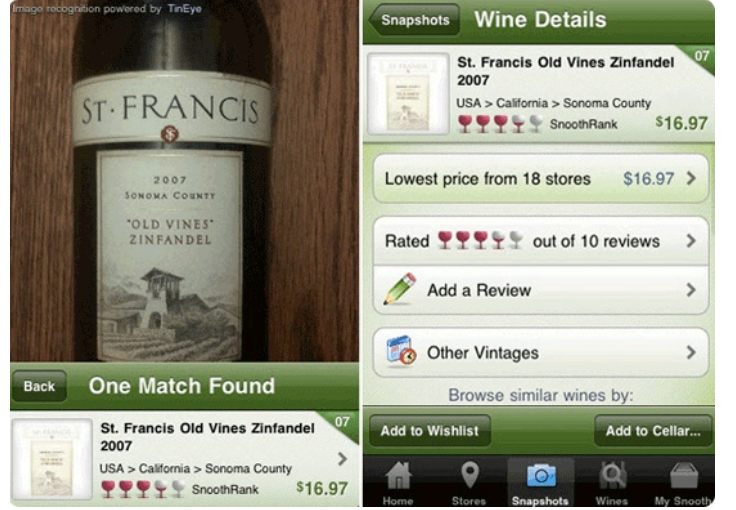 Image recognition powered by TinEye
ST·FRANCIS
2007
SONOMA COUNTY
"OLD VINES"
ZINFANDEL
Back
One Match Found
St. Francis Old Vines Zinfandel
2007
07
USA > California > Sonoma County
SnoothRank
$16.97
Snapshots
Wine Details
St. Francis Old Vines Zinfandel
2007
07
USA > California > Sonoma County
SnoothRank
$16.97
Lowest price from 18 stores $16.97
Rated out of 10 reviews
Add a Review
Other Vintages
Browse similar wines by:
Add to Wishlist
Add to Cellar...
Home
Stores
Snapshots
Wines
My Snooth